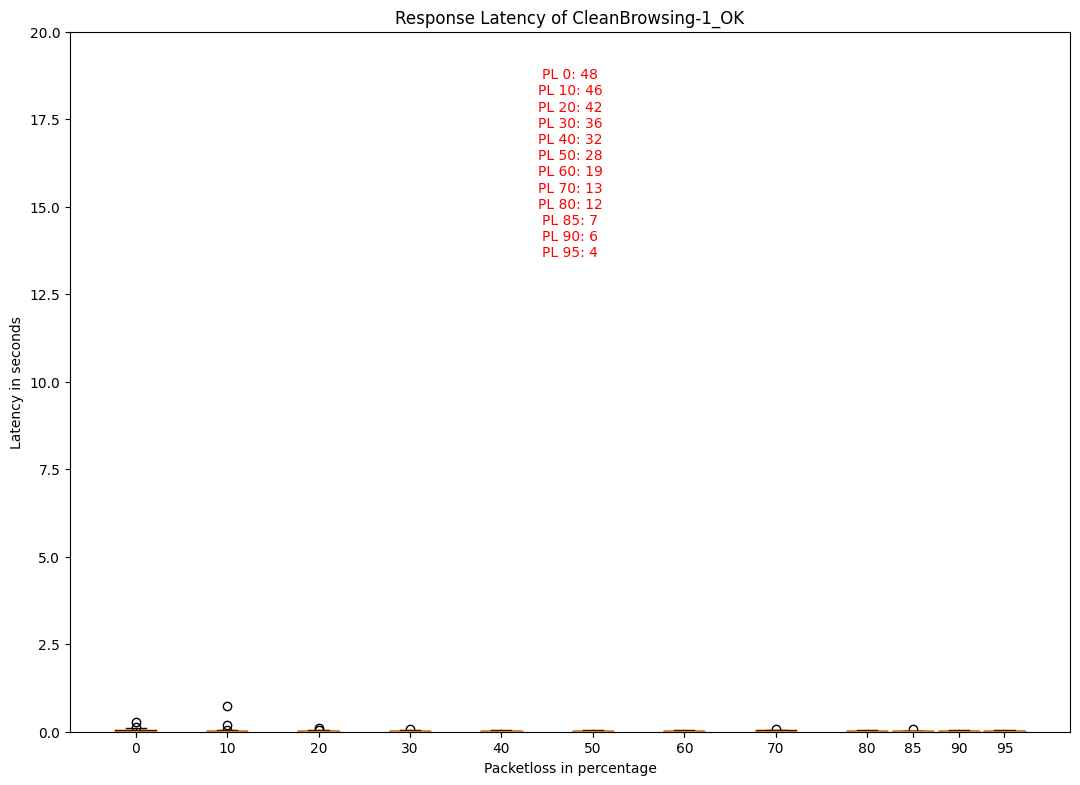 Response Latency of CleanBrowsing-1_OK
20.0
17.5
15.0
12.5
10.0
7.5
5.0
2.5
0.0
Latency in seconds
PL 0: 48
PL 10: 46
PL 20: 42
PL 30: 36
PL 40: 32
PL 50: 28
PL 60: 19
PL 70: 13
PL 80: 12
PL 85: 7
PL 90: 6
PL 95: 4
0 10 20 30 40 50 60 70 80 85 90 95
Packetloss in percentage